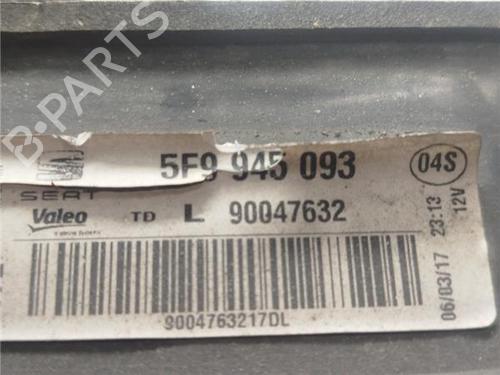 B-PARTS
5F9 945 093
04S
SEAT
Valeo TD L 90047632
9004763217DL
06/03/17 23:13
12V